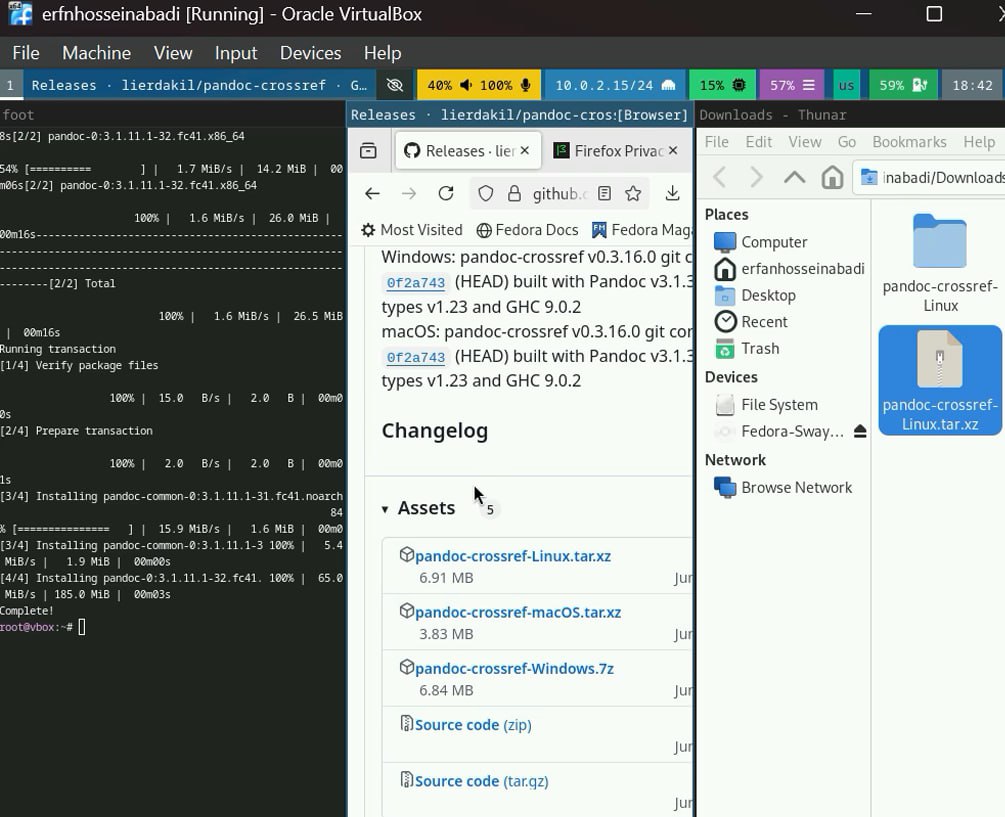 erfnhosseinabadi [Running] - Oracle VirtualBox
File Machine View Input Devices Help
1 Releases · lierdakil/pandoc-crossref · G… 40% 100% 10.0.2.15/24 15% 57% us 59% 18:42
foot
8s[2/2] pandoc-0:3.1.11.1-32.fc41.x86_64
54% [========== ] | 1.7 MiB/s | 14.2 MiB | 00
m06s[2/2] pandoc-0:3.1.11.1-32.fc41.x86_64
100% | 1.6 MiB/s | 26.0 MiB |
00m16s----------------------------------------
--------[2/2] Total
100% | 1.6 MiB/s | 26.5 MiB
| 00m16s
Running transaction
[1/4] Verify package files
100% | 15.0 B/s | 2.0 B | 00m0
0s
[2/4] Prepare transaction
100% | 2.0 B/s | 2.0 B | 00m0
1s
[3/4] Installing pandoc-common-0:3.1.11.1-31.fc41.noarch
84
% [=============== ] | 15.9 MiB/s | 1.6 MiB | 00m0
[3/4] Installing pandoc-common-0:3.1.11.1-3 100% | 5.4
MiB/s | 1.9 MiB | 00m00s
[4/4] Installing pandoc-0:3.1.11.1-32.fc41. 100% | 65.0
MiB/s | 185.0 MiB | 00m03s
Complete!
root@vbox:~#
Releases · lierdakil/pandoc-cros:[Browser]
Releases · lier
Firefox Privac
github.c
Most Visited Fedora Docs Fedora Maga
Windows: pandoc-crossref v0.3.16.0 git c
0f2a743 (HEAD) built with Pandoc v3.1.3
types v1.23 and GHC 9.0.2
macOS: pandoc-crossref v0.3.16.0 git cor
0f2a743 (HEAD) built with Pandoc v3.1.3
types v1.23 and GHC 9.0.2
Changelog
Assets 5
pandoc-crossref-Linux.tar.xz
6.91 MB Jur
pandoc-crossref-macOS.tar.xz
3.83 MB Jur
pandoc-crossref-Windows.7z
6.84 MB Jur
Source code (zip)
Jur
Source code (tar.gz)
Jur
Downloads - Thunar
File Edit View Go Bookmarks Help
inabadi/Downloads
Places
Computer
erfanhosseinabadi
Desktop
Recent
Trash
Devices
File System
Fedora-Sway…
Network
Browse Network
pandoc-crossref-
Linux
pandoc-crossref-
Linux.tar.xz